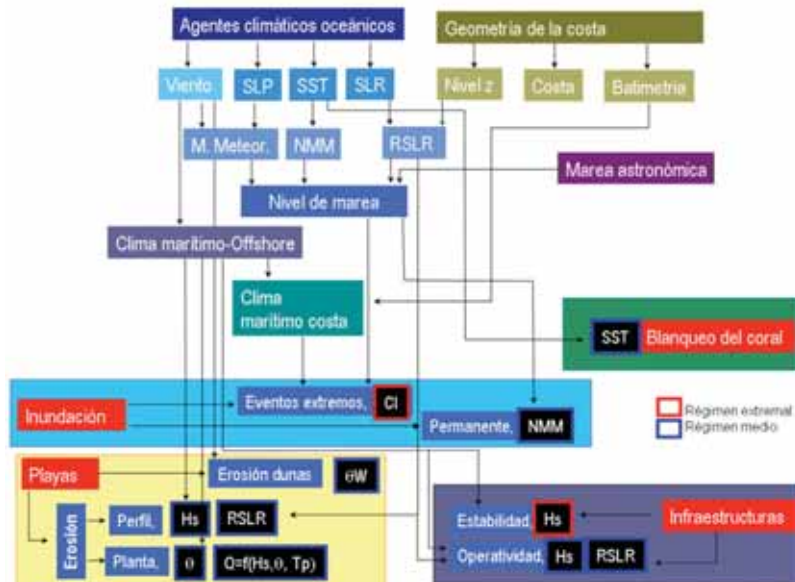 Agentes climáticos oceánicos
Geometría de la costa
Viento
SLP
SST
SLR
Nivel z
Costa
Batimetria
M. Meteor.
NMM
RSLR
Marea astronómica
Nivel de marea
Clima marítimo-Offshore
Clima
marítimo costa
SST
Blanqueo del coral
Inundación
Eventos extremos,
CI
Permanente,
NMM
Régimen extremal
Régimen medio
Playas
Erosión dunas
θW
Erosión
Perfil,
Hs
RSLR
Planta,
θ
Q=f(Hs,θ, Tp)
Infraestructuras
Estabilidad,
Hs
Operatividad,
Hs
RSLR